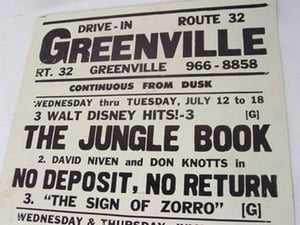 DRIVE-IN ROUTE 32
GREENVILLE
RT. 32 GREENVILLE 966-8858
CONTINUOUS FROM DUSK
WEDNESDAY thru TUESDAY, JULY 12 to 18
3 WALT DISNEY HITS!-3 [G]
THE JUNGLE BOOK
2. DAVID NIVEN and DON KNOTTS in
NO DEPOSIT, NO RETURN
3. "THE SIGN OF ZORRO" [G]
WEDNESDAY & THURSDAY,